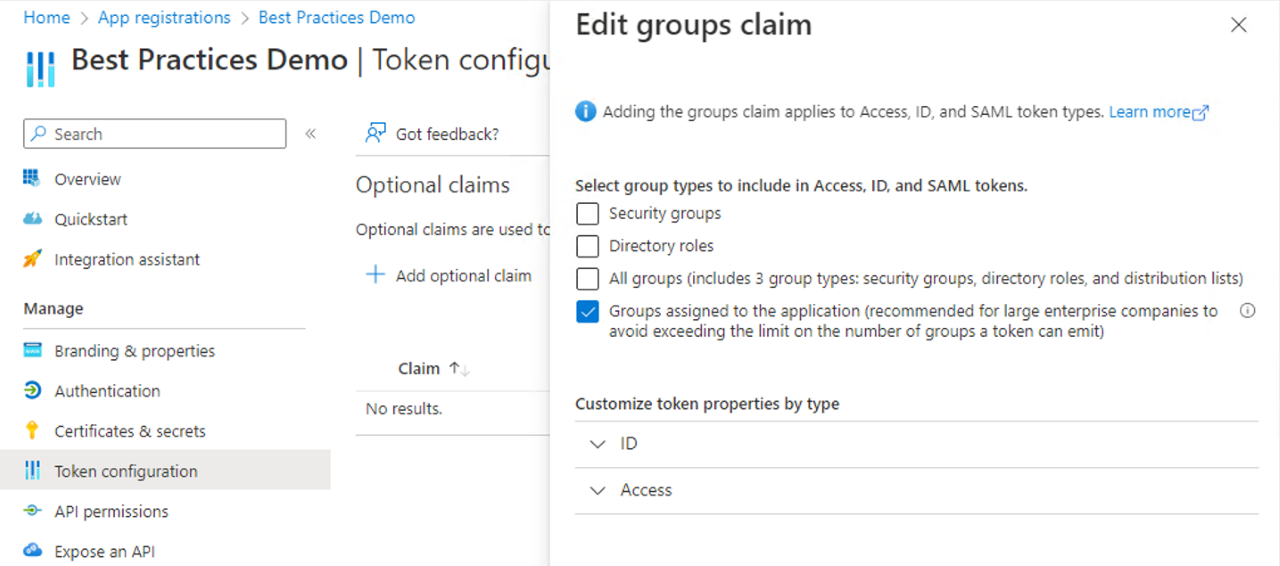 Home > App registrations > Best Practices Demo
Best Practices Demo | Token configu
Search
«
Overview
Quickstart
Integration assistant
Manage
Branding & properties
Authentication
Certificates & secrets
Token configuration
API permissions
Expose an API
Got feedback?
Optional claims
Optional claims are used to
+ Add optional claim
Claim ↑↓
No results.
Edit groups claim
Adding the groups claim applies to Access, ID, and SAML token types. Learn more
Select group types to include in Access, ID, and SAML tokens.
Security groups
Directory roles
All groups (includes 3 group types: security groups, directory roles, and distribution lists)
Groups assigned to the application (recommended for large enterprise companies to
avoid exceeding the limit on the number of groups a token can emit)
Customize token properties by type
ID
Access